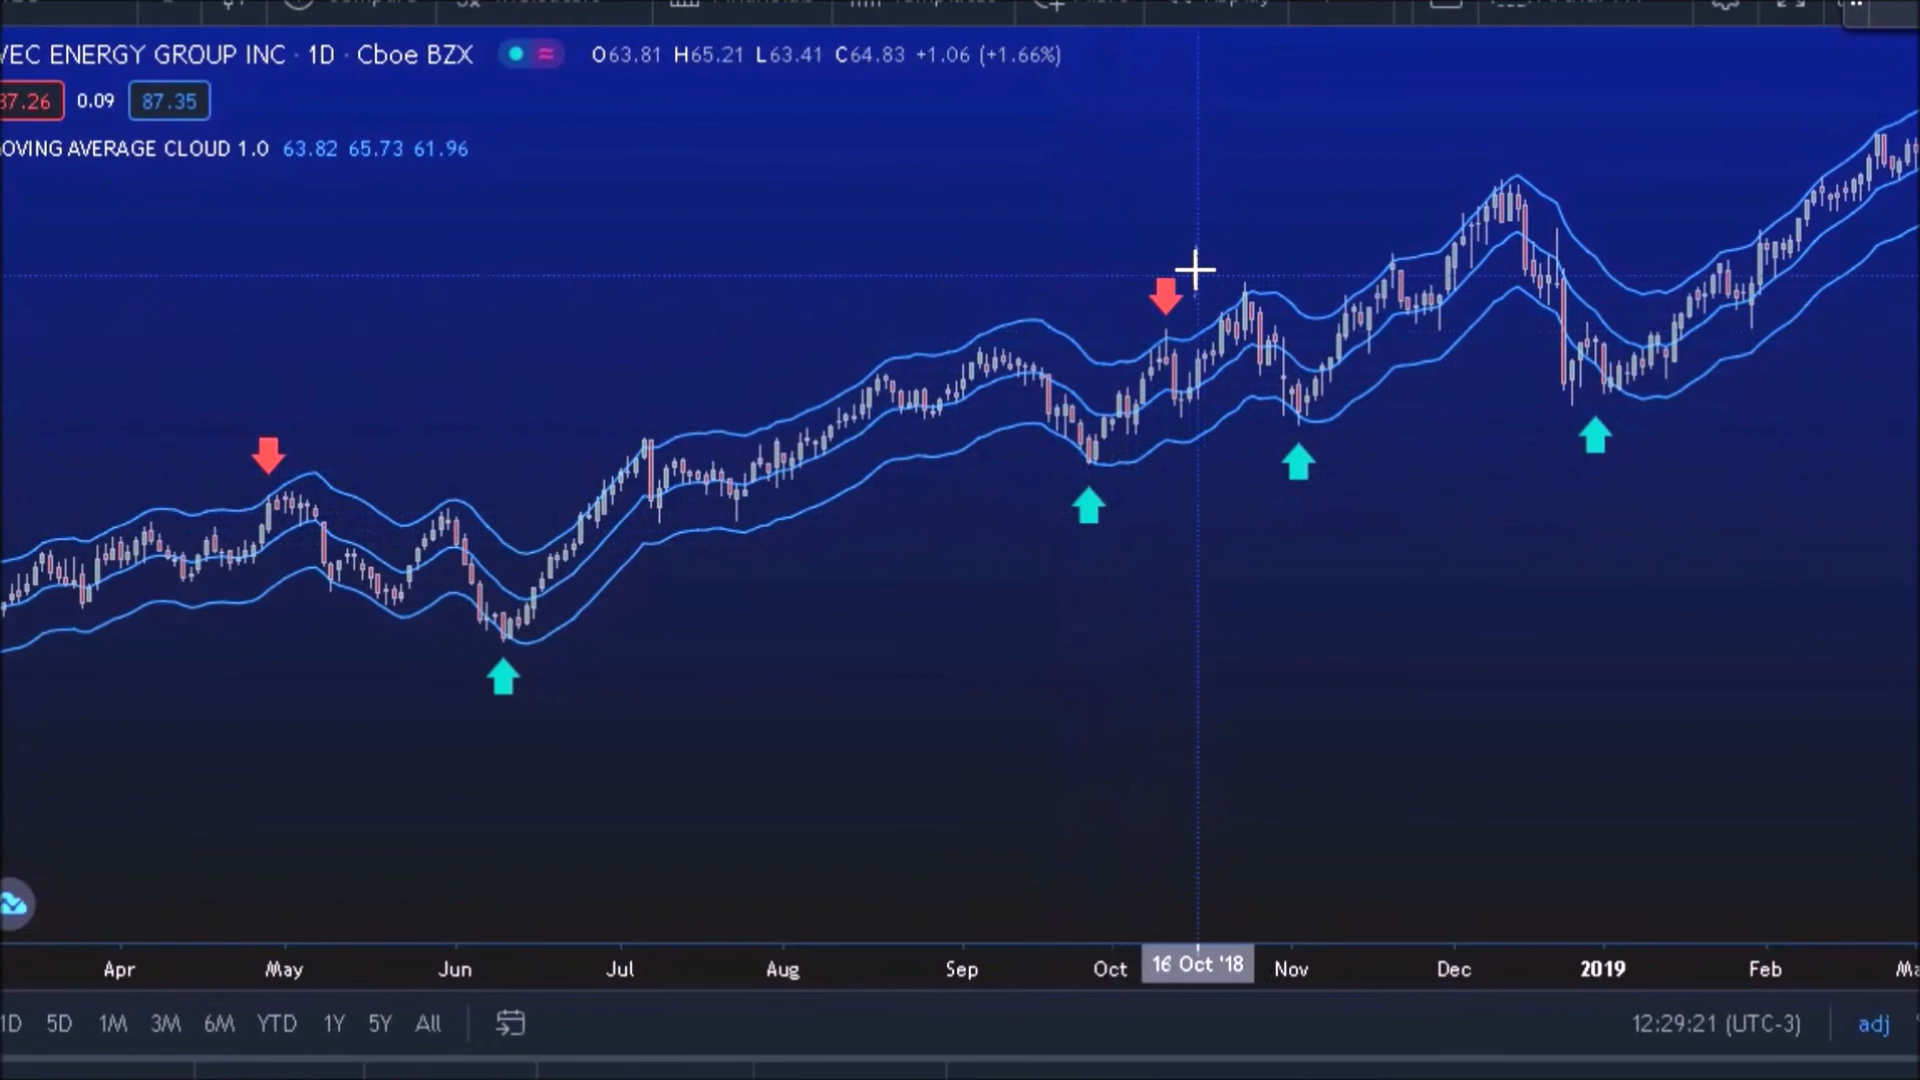 VEC ENERGY GROUP INC · 1D · Cboe BZX O63.81 H65.21 L63.41 C64.83 +1.06 (+1.66%)
37.26 0.09 87.35
OVING AVERAGE CLOUD 1.0 63.82 65.73 61.96
Apr May Jun Jul Aug Sep Oct 16 Oct '18 Nov Dec 2019 Feb Ma
1D 5D 1M 3M 6M YTD 1Y 5Y All 12:29:21 (UTC-3) adj